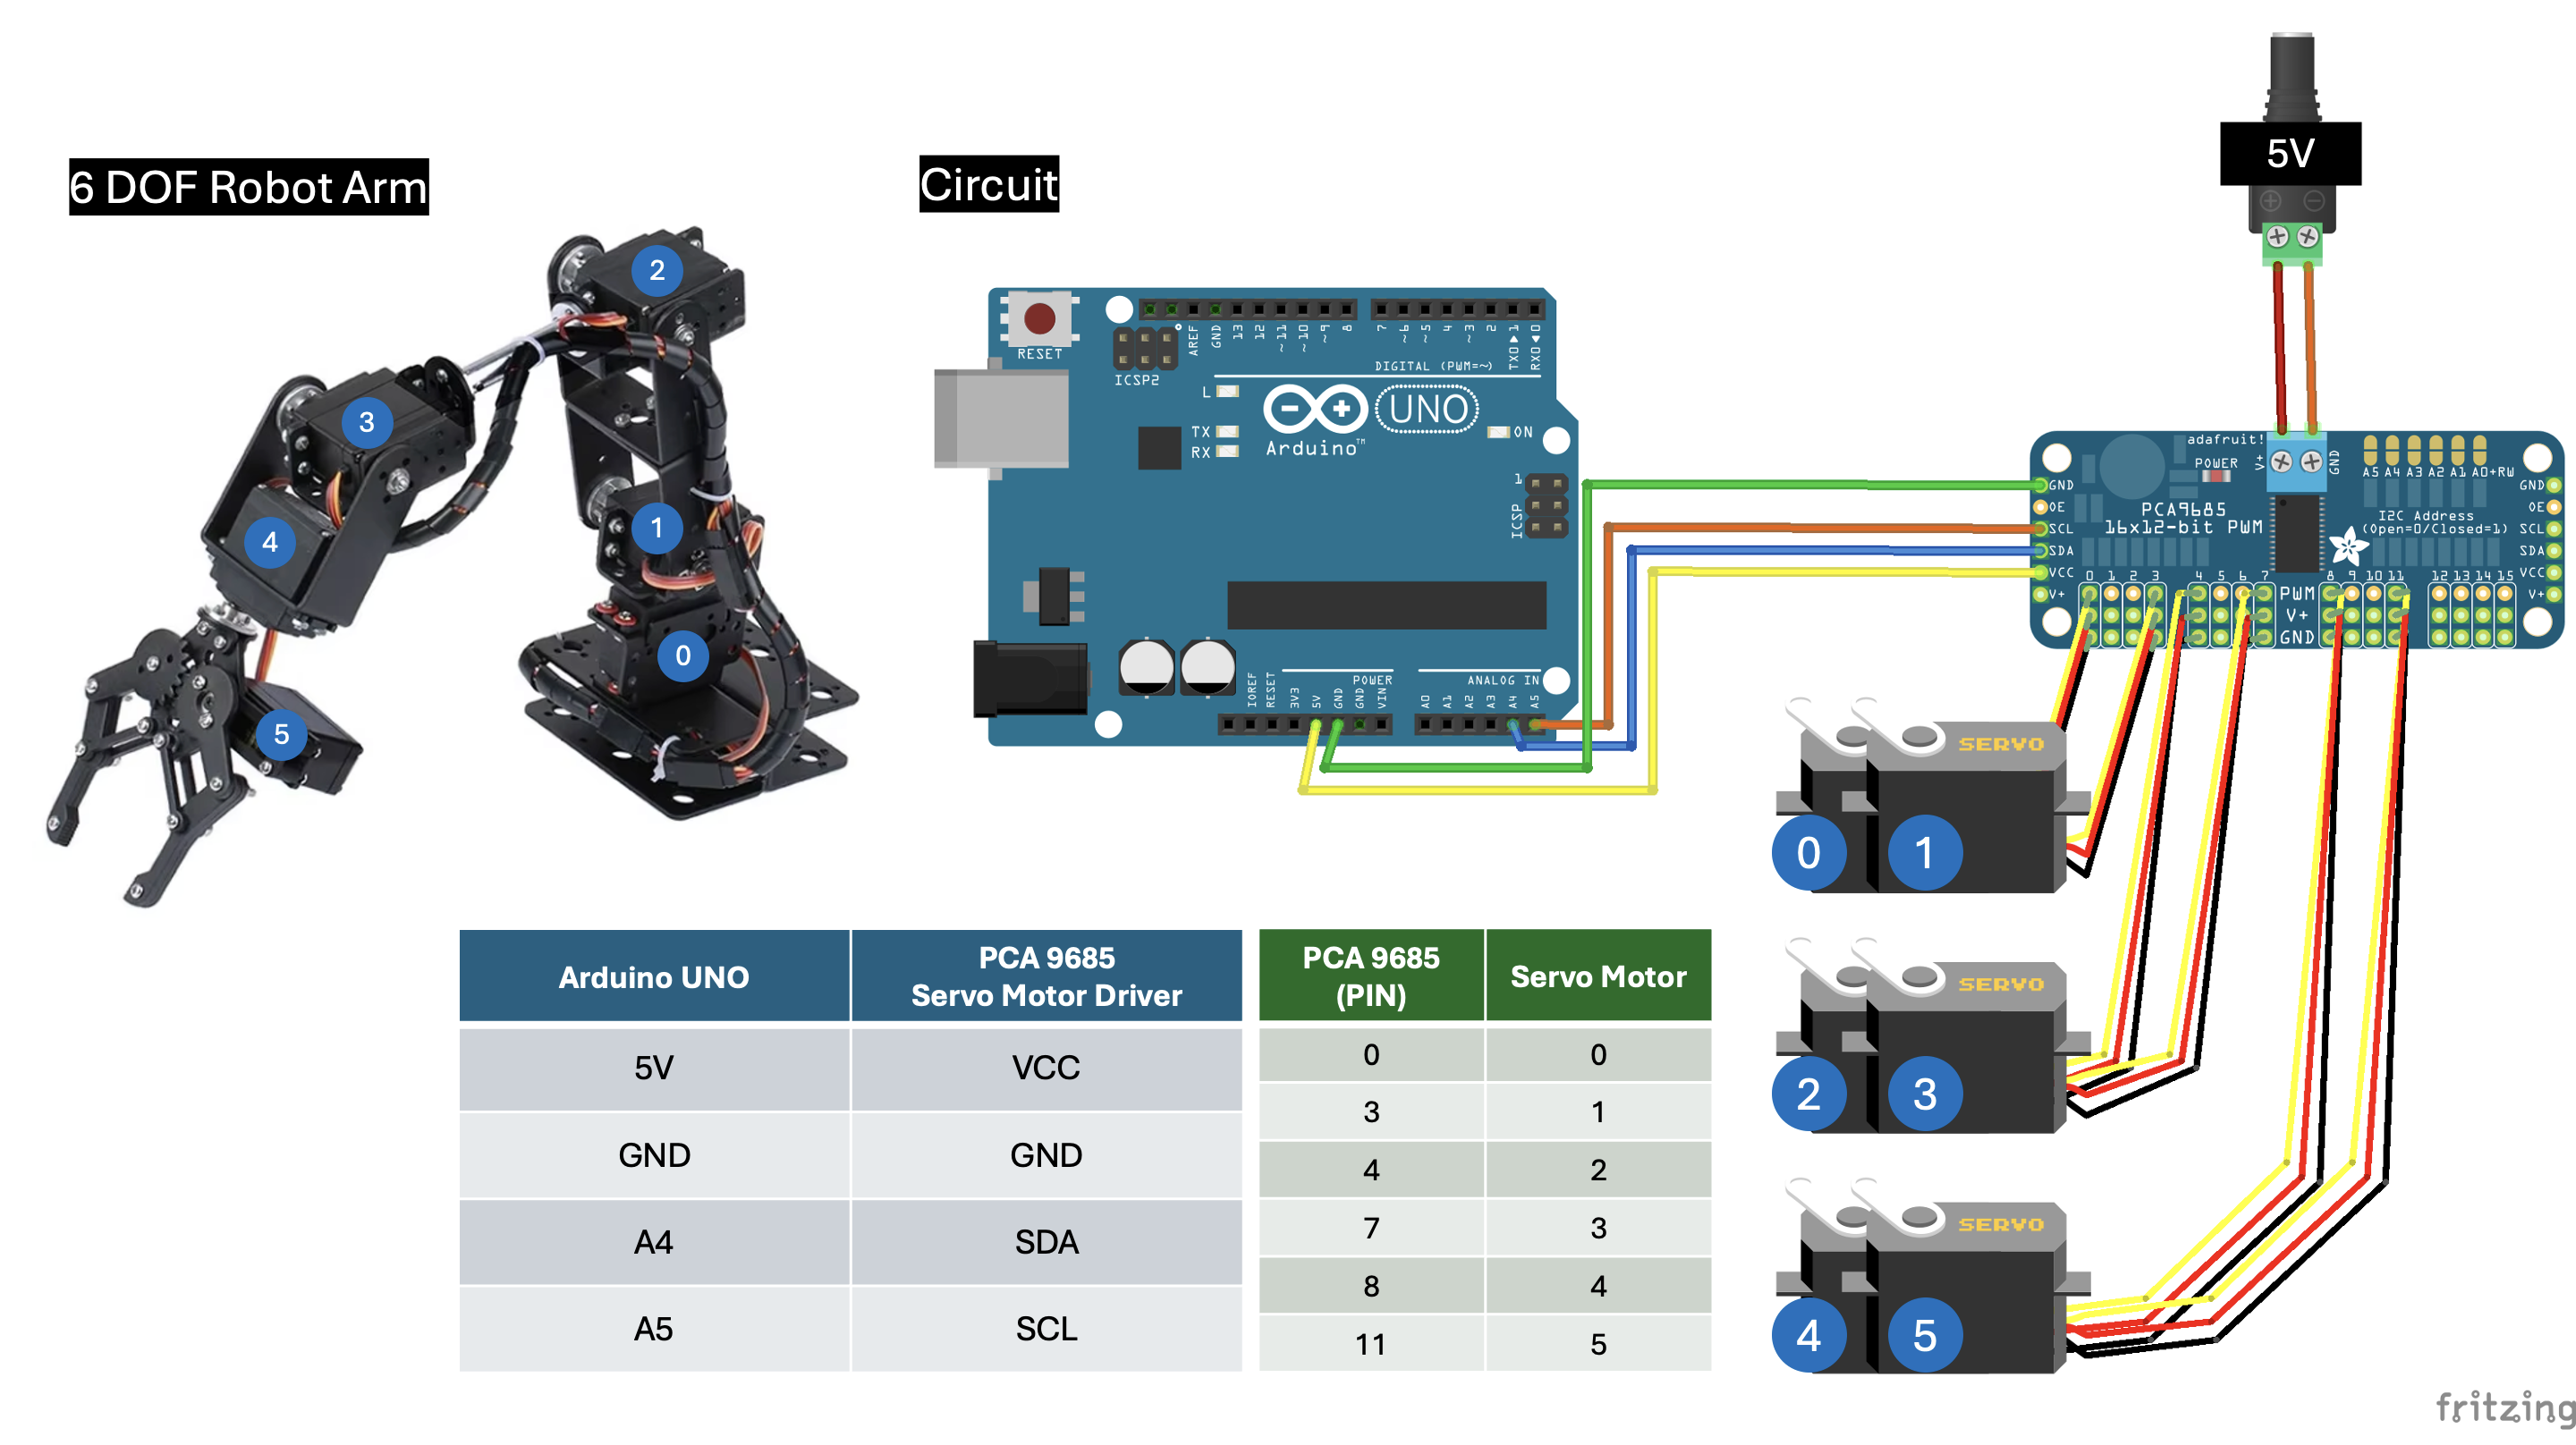 6 DOF Robot Arm
2
3
1
4
0
5
Circuit
RESET
ICSP2
AREF
GND
13
12
~11
~10
~9
8
7
~6
~5
4
~3
2
TX0▶1
RX0◀0
DIGITAL (PWM=~)
L
TX
RX
Arduino™
UNO
ON
1
ICSP
IOREF
RESET
3V3
5V
GND
GND
VIN
POWER
A0
A1
A2
A3
A4
A5
ANALOG IN
5V
adafruit!
POWER
V+
GND
A5 A4 A3 A2 A1 A0+RW
GND
OE
SCL
SDA
VCC
V+
PCA9685
16x12-bit PWM
I2C Address
(Open=0/Closed=1)
GND
OE
SCL
SDA
VCC
V+
0 1 2 3 4 5 6 7 8 9 10 11 12 13 14 15
PWM
V+
GND
SERVO
0 1
SERVO
2 3
SERVO
4 5
Arduino UNO
PCA 9685
Servo Motor Driver
5V VCC
GND GND
A4 SDA
A5 SCL
PCA 9685
(PIN)
Servo Motor
0 0
3 1
4 2
7 3
8 4
11 5
fritzing